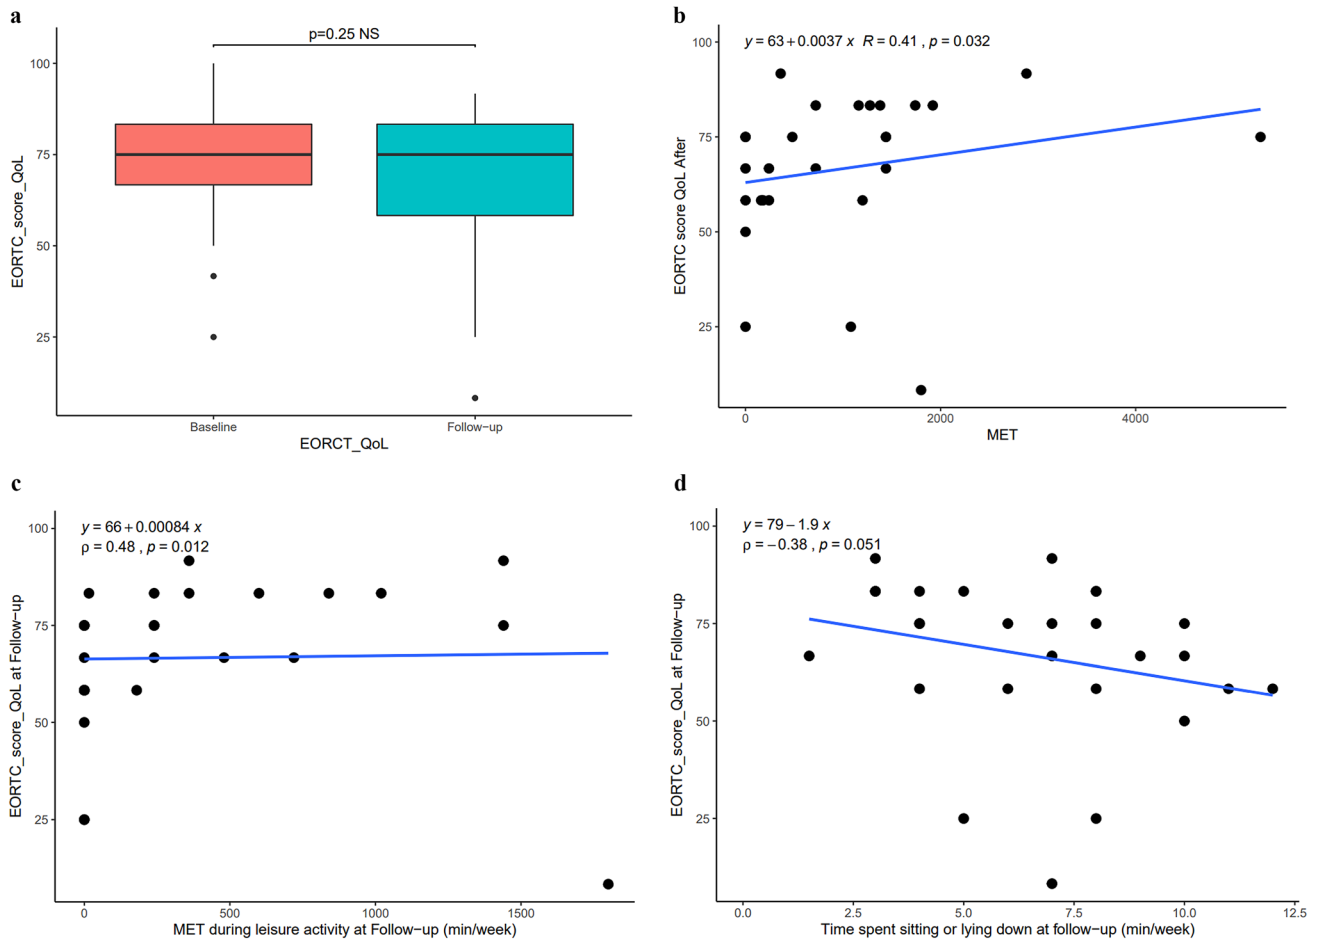 a
p=0.25 NS
EORTC_score_QoL
100
75
50
25
Baseline
Follow-up
EORCT_QoL
b
y = 63 + 0.0037 x  R = 0.41 , p = 0.032
EORTC score QoL After
100
75
50
25
0
2000
4000
MET
c
y = 66 + 0.00084 x
ρ = 0.48 , p = 0.012
EORTC_score_QoL at Follow−up
100
75
50
25
0
500
1000
1500
MET during leisure activity at Follow−up (min/week)
d
y = 79 − 1.9 x
ρ = −0.38 , p = 0.051
EORTC_score_QoL at Follow−up
100
75
50
25
0.0
2.5
5.0
7.5
10.0
12.5
Time spent sitting or lying down at follow−up (min/week)